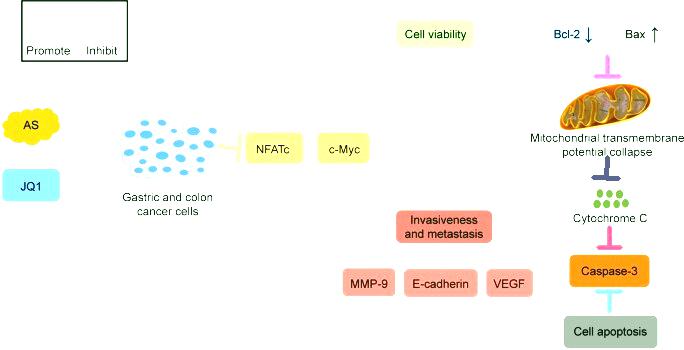 Promote Inhibit
Cell viability
Bcl-2 ↓ Bax ↑
AS
JQ1
Gastric and colon
cancer cells
NFATc
c-Myc
Mitochondrial transmembrane
potential collapse
Cytochrome C
Invasiveness
and metastasis
MMP-9
E-cadherin
VEGF
Caspase-3
Cell apoptosis